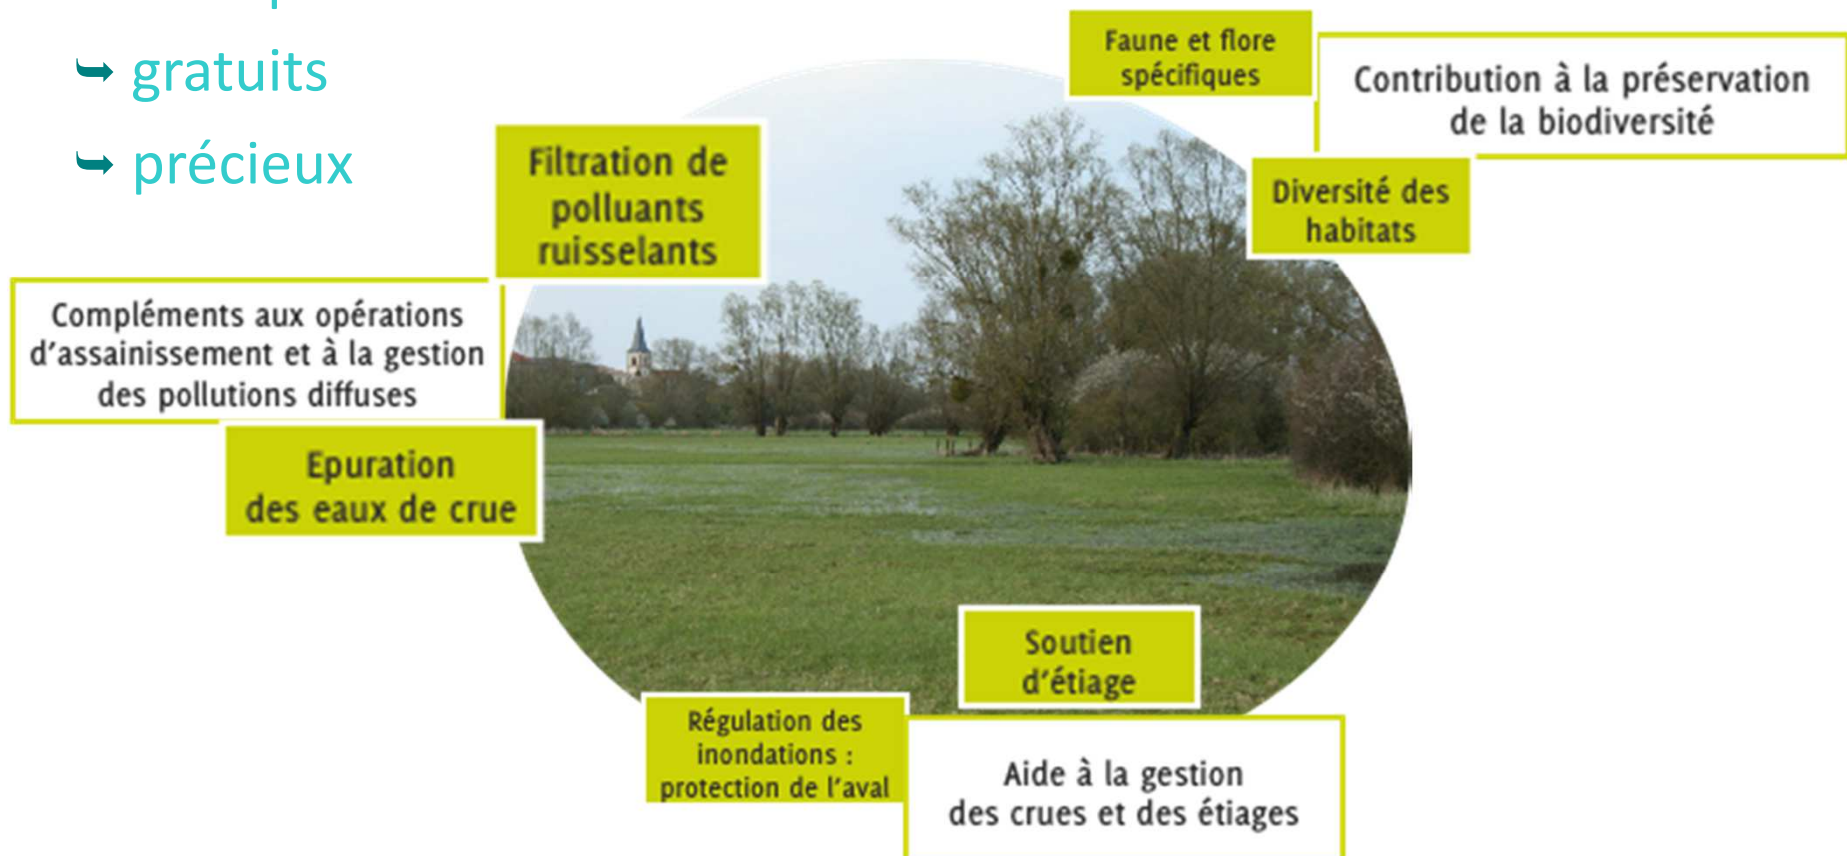 ➥ gratuits
➥ précieux
Filtration de
polluants
ruisselants
Compléments aux opérations
d'assainissement et à la gestion
des pollutions diffuses
Epuration
des eaux de crue
Faune et flore
spécifiques
Contribution à la préservation
de la biodiversité
Diversité des
habitats
Soutien
d'étiage
Régulation des
inondations :
protection de l'aval
Aide à la gestion
des crues et des étiages